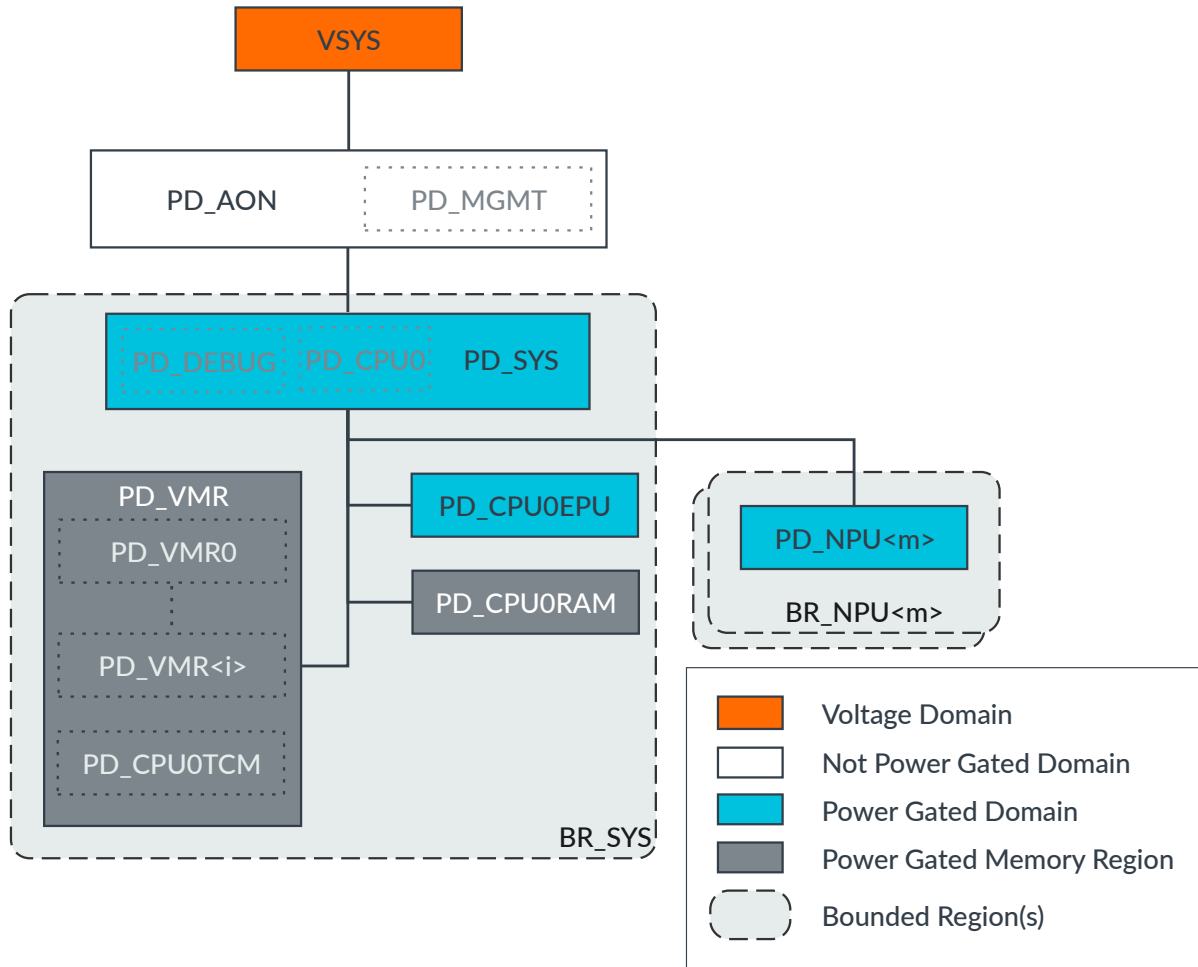 VSYS
PD_AON
PD_MGMT
PD_DEBUG
PD_CPU0
PD_SYS
PD_VMR
PD_VMR0
PD_VMR<i>
PD_CPU0TCM
PD_CPU0EPU
PD_CPU0RAM
BR_SYS
PD_NPU<m>
BR_NPU<m>
Voltage Domain
Not Power Gated Domain
Power Gated Domain
Power Gated Memory Region
Bounded Region(s)